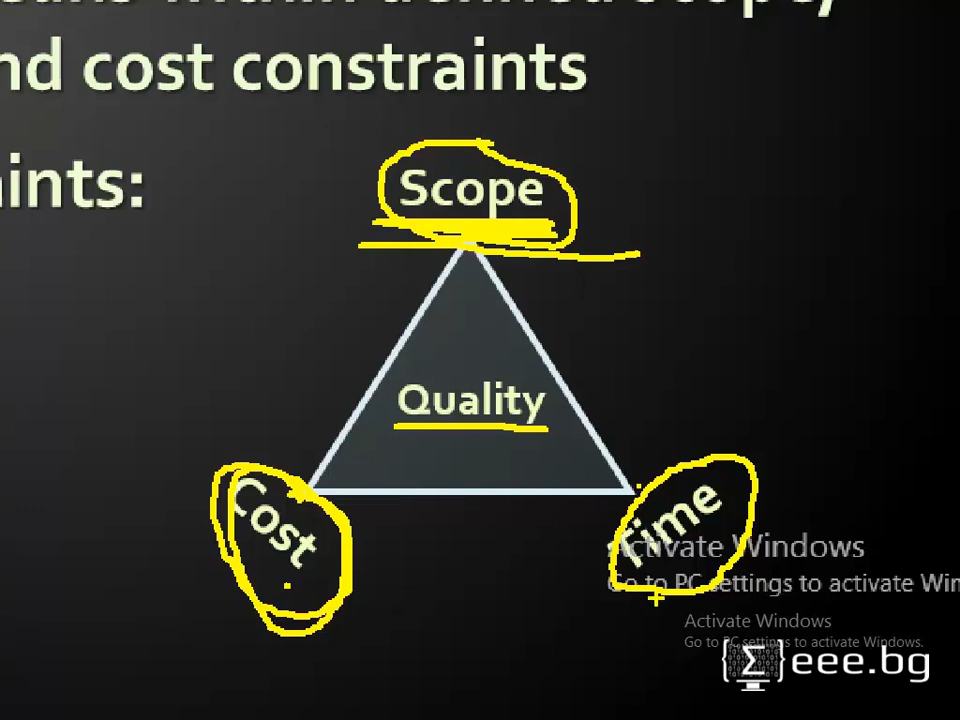 nd cost constraints
ints:
Scope
Quality
Cost
Time
Activate Windows
Go to PC settings to activate Win
Activate Windows
Go to PC settings to activate Windows.
{Σ}eee.bg